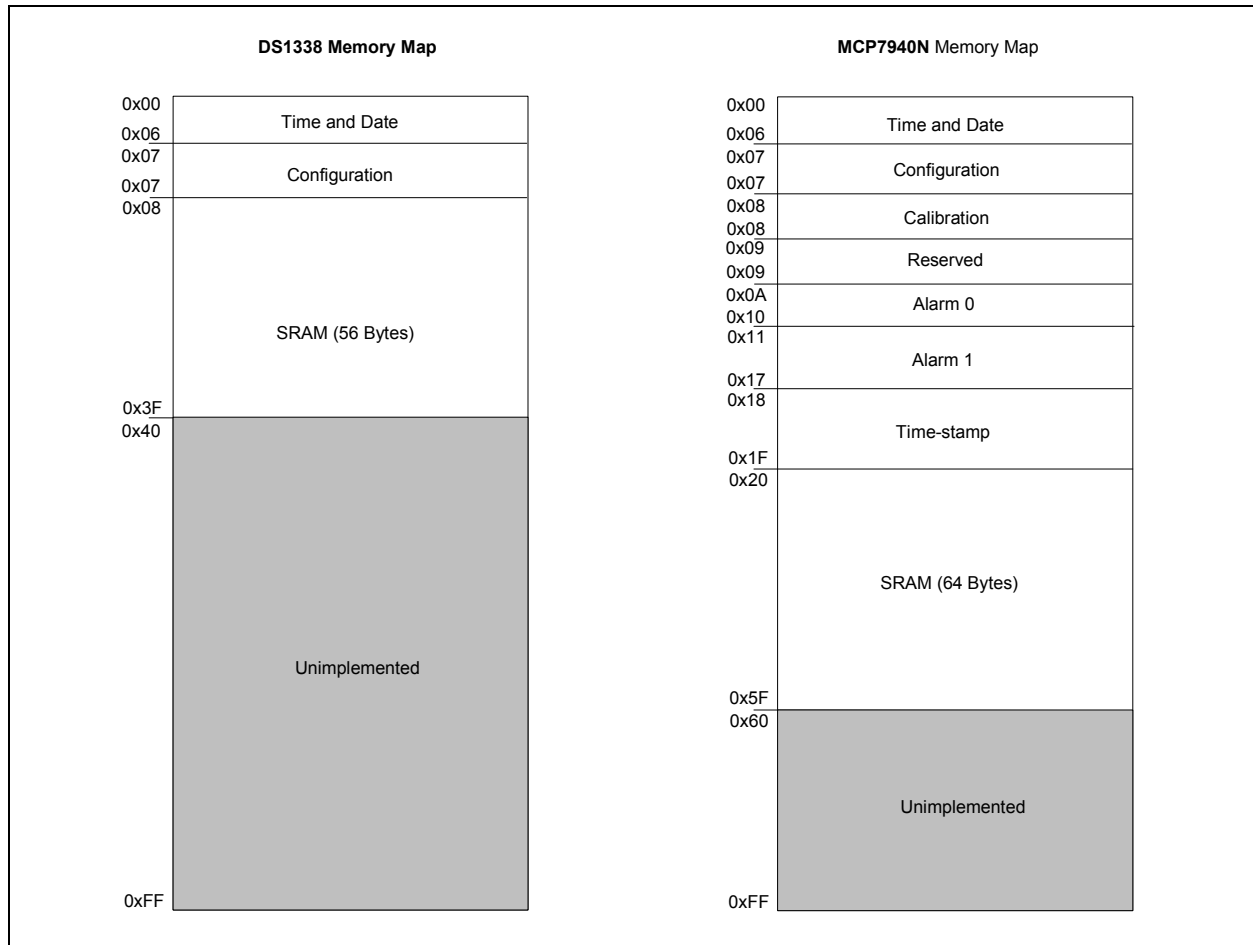 DS1338 Memory Map
0x00
Time and Date
0x06
0x07
Configuration
0x07
0x08
SRAM (56 Bytes)
0x3F
0x40
Unimplemented
0xFF
MCP7940N Memory Map
0x00
Time and Date
0x06
0x07
Configuration
0x07
0x08
Calibration
0x08
0x09
Reserved
0x09
0x0A
Alarm 0
0x10
0x11
Alarm 1
0x17
0x18
Time-stamp
0x1F
0x20
SRAM (64 Bytes)
0x5F
0x60
Unimplemented
0xFF